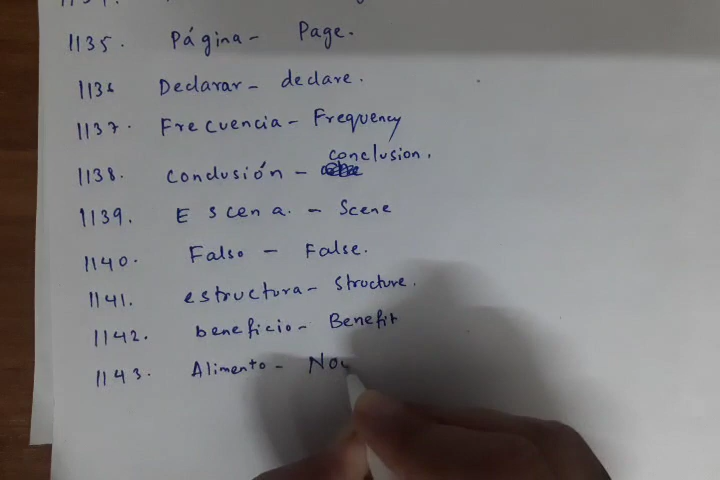 1135. Página - Page.
1136 Declarar - declare.
1137. Frecuencia - Frequency
1138. conclusión - conclusion.
1139. Escena. - Scene
1140. Falso - False.
1141. estructura - structure.
1142. beneficio - Benefit
1143. Alimento - Nou